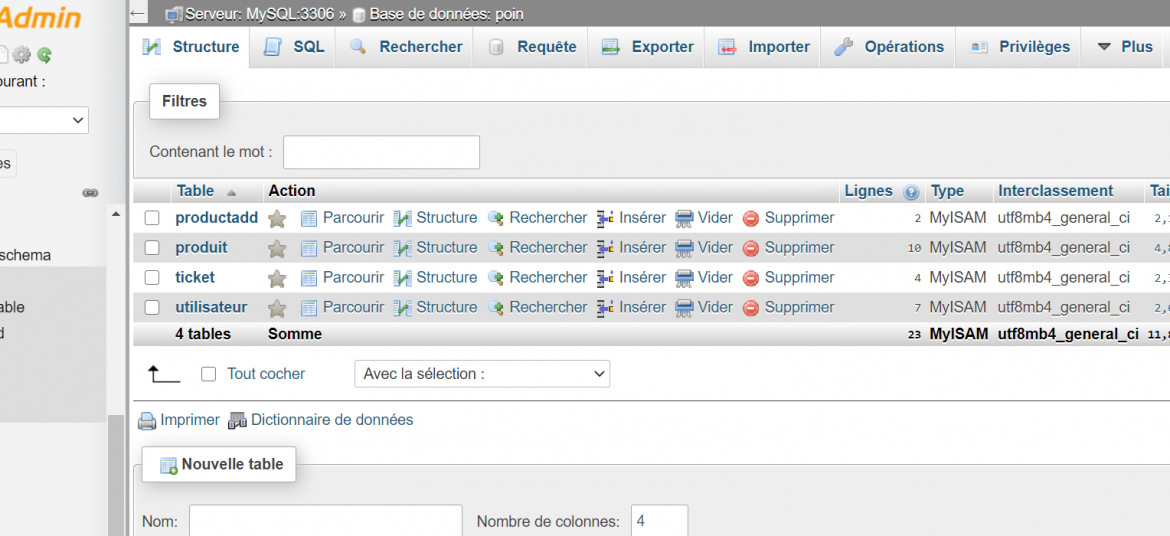 Admin
Serveur: MySQL:3306 » Base de données: poin
Structure SQL Rechercher Requête Exporter Importer Opérations Privilèges Plus
ourant :
Filtres
es
Contenant le mot :
Table Action Lignes Type Interclassement Tai
productadd Parcourir Structure Rechercher Insérer Vider Supprimer 2 MyISAM utf8mb4_general_ci 2,
produit Parcourir Structure Rechercher Insérer Vider Supprimer 10 MyISAM utf8mb4_general_ci 4,
schema
ticket Parcourir Structure Rechercher Insérer Vider Supprimer 4 MyISAM utf8mb4_general_ci 2,
able
utilisateur Parcourir Structure Rechercher Insérer Vider Supprimer 7 MyISAM utf8mb4_general_ci 2,
d
4 tables Somme 23 MyISAM utf8mb4_general_ci 11,
Tout cocher Avec la sélection :
Imprimer Dictionnaire de données
Nouvelle table
Nom: Nombre de colonnes: 4